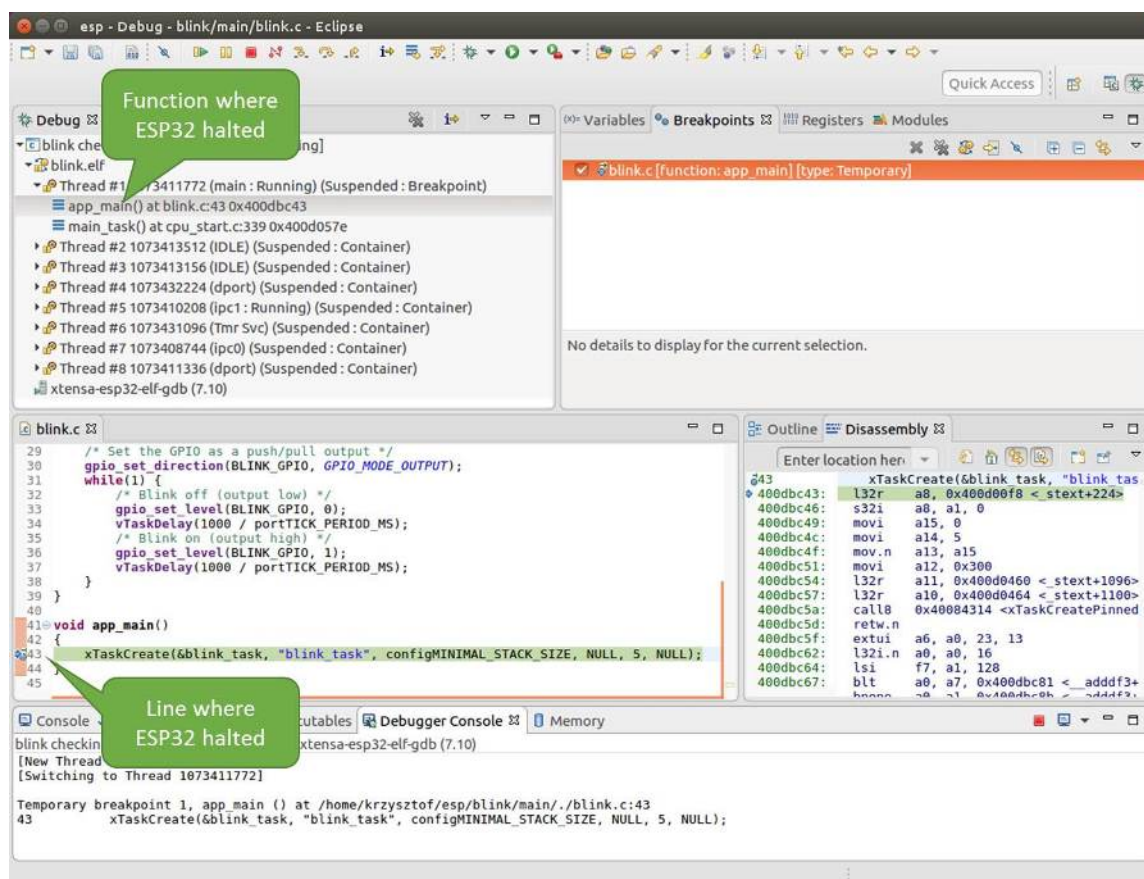 esp - Debug - blink/main/blink.c - Eclipse
Quick Access
Function where
ESP32 halted
Debug
blink che
ing]
blink.elf
Thread #1 1073411772 (main : Running) (Suspended : Breakpoint)
app_main() at blink.c:43 0x400dbc43
main_task() at cpu_start.c:339 0x400d057e
Thread #2 1073413512 (IDLE) (Suspended : Container)
Thread #3 1073413156 (IDLE) (Suspended : Container)
Thread #4 1073432224 (dport) (Suspended : Container)
Thread #5 1073410208 (ipc1 : Running) (Suspended : Container)
Thread #6 1073431096 (Tmr Svc) (Suspended : Container)
Thread #7 1073408744 (ipc0) (Suspended : Container)
Thread #8 1073411336 (dport) (Suspended : Container)
xtensa-esp32-elf-gdb (7.10)
(x)= Variables Breakpoints Registers Modules
blink.c [function: app_main] [type: Temporary]
No details to display for the current selection.
blink.c
29 /* Set the GPIO as a push/pull output */
30 gpio_set_direction(BLINK_GPIO, GPIO_MODE_OUTPUT);
31 while(1) {
32 /* Blink off (output low) */
33 gpio_set_level(BLINK_GPIO, 0);
34 vTaskDelay(1000 / portTICK_PERIOD_MS);
35 /* Blink on (output high) */
36 gpio_set_level(BLINK_GPIO, 1);
37 vTaskDelay(1000 / portTICK_PERIOD_MS);
38 }
39 }
40
41 void app_main()
42 {
43 xTaskCreate(&blink_task, "blink_task", configMINIMAL_STACK_SIZE, NULL, 5, NULL);
44
45
Outline Disassembly
Enter location her
43 xTaskCreate(&blink_task, "blink_tas
400dbc43: l32r a8, 0x400d00f8 <_stext+224>
400dbc46: s32i a8, a1, 0
400dbc49: movi a15, 0
400dbc4c: movi a14, 5
400dbc4f: mov.n a13, a15
400dbc51: movi a12, 0x300
400dbc54: l32r a11, 0x400d0460 <_stext+1096>
400dbc57: l32r a10, 0x400d0464 <_stext+1100>
400dbc5a: call8 0x40084314 <xTaskCreatePinned
400dbc5d: retw.n
400dbc5f: extui a6, a0, 23, 13
400dbc62: l32i.n a0, a0, 16
400dbc64: lsi f7, a1, 128
400dbc67: blt a0, a7, 0x400dbc81 <__adddf3+
Line where
ESP32 halted
Console
cutables Debugger Console Memory
blink checkin
xtensa-esp32-elf-gdb (7.10)
[New Thread
[Switching to Thread 1073411772]
Temporary breakpoint 1, app_main () at /home/krzysztof/esp/blink/main/./blink.c:43
43 xTaskCreate(&blink_task, "blink_task", configMINIMAL_STACK_SIZE, NULL, 5, NULL);